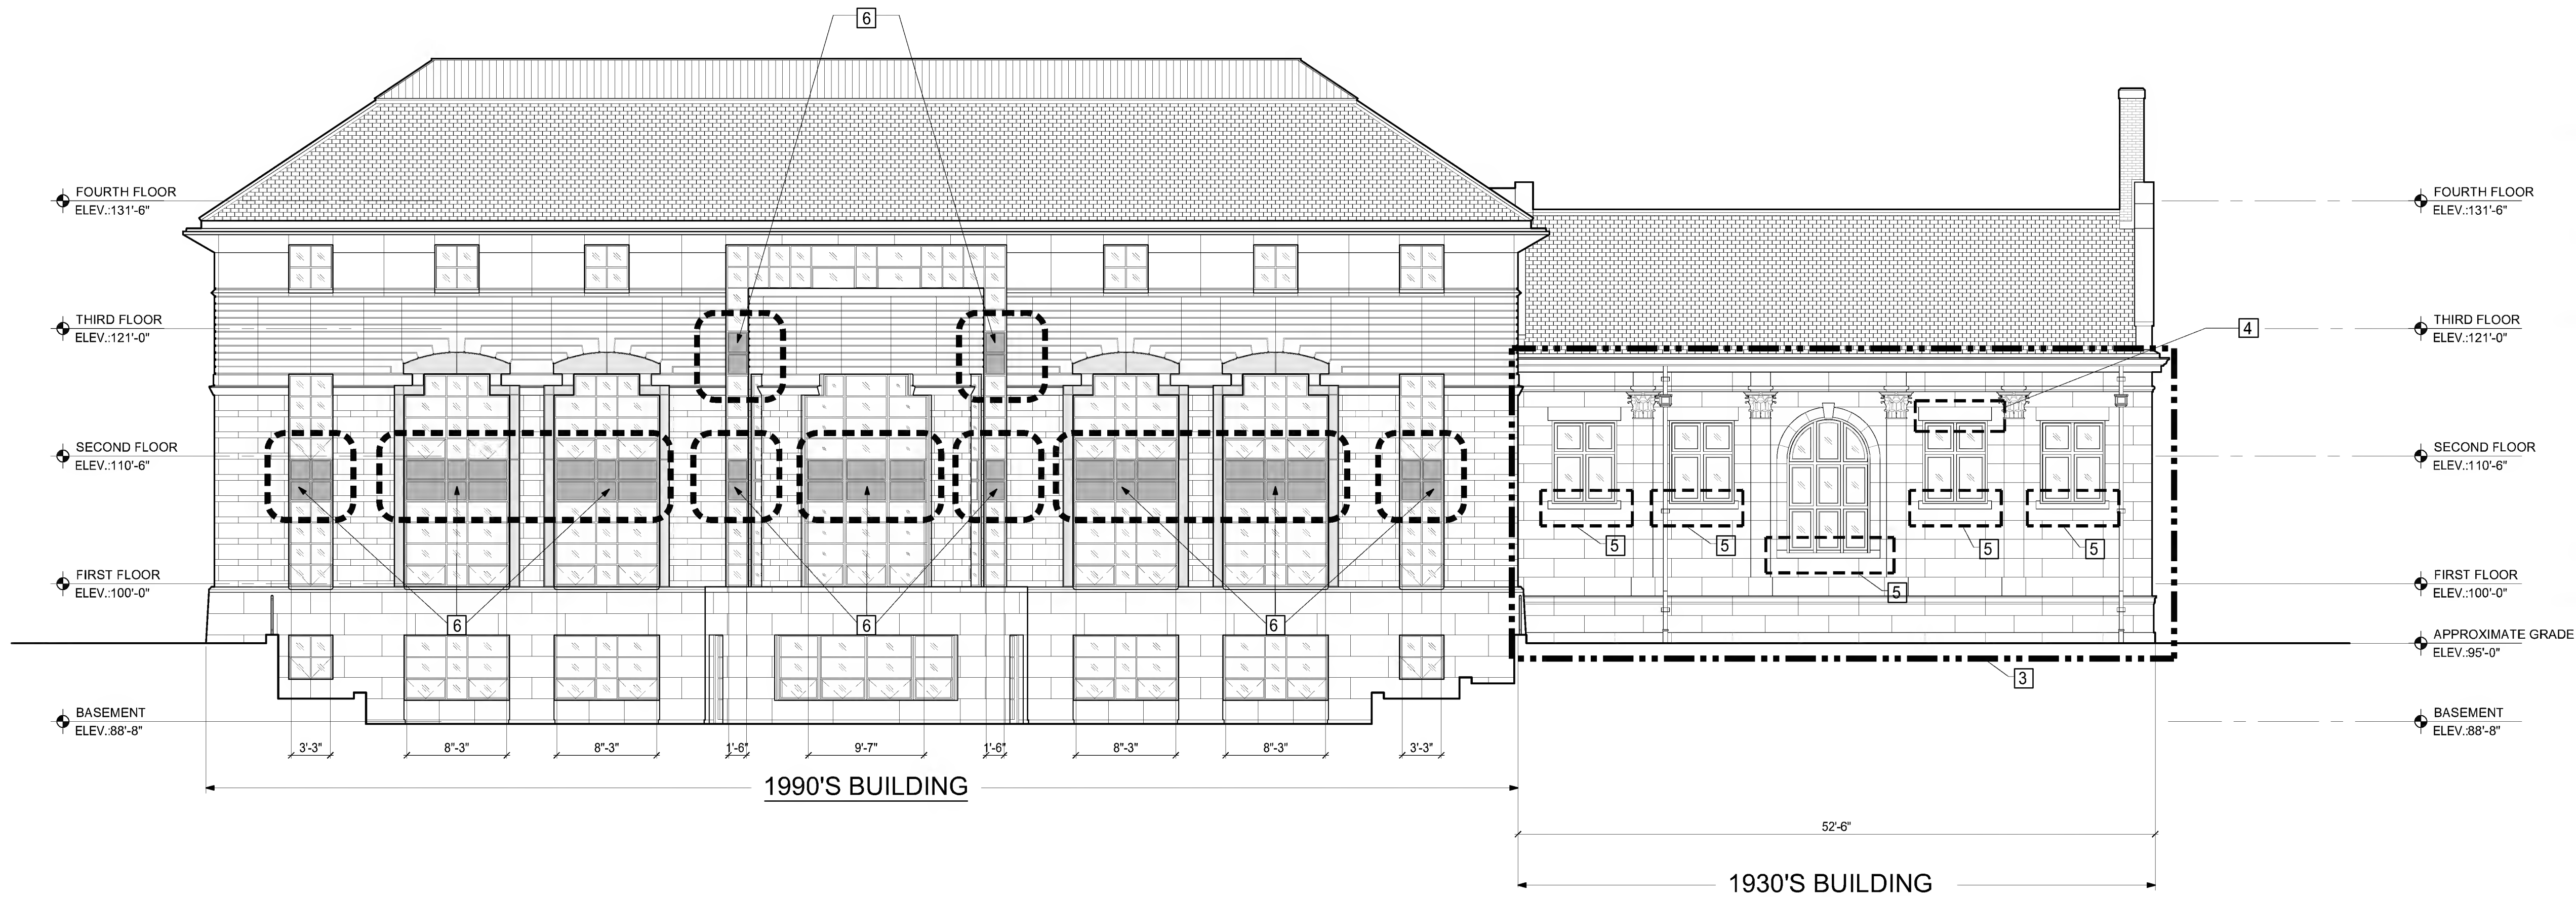 6
FOURTH FLOOR
ELEV.:131'-6"
FOURTH FLOOR
ELEV.:131'-6"
THIRD FLOOR
ELEV.:121'-0"
4
THIRD FLOOR
ELEV.:121'-0"
SECOND FLOOR
ELEV.:110'-6"
SECOND FLOOR
ELEV.:110'-6"
5
5
5
5
FIRST FLOOR
ELEV.:100'-0"
5
FIRST FLOOR
ELEV.:100'-0"
6
6
6
APPROXIMATE GRADE
ELEV.:95'-0"
3
BASEMENT
ELEV.:88'-8"
BASEMENT
ELEV.:88'-8"
3'-3"
8"-3"
8"-3"
1'-6"
9'-7"
1'-6"
8"-3"
8"-3"
3'-3"
1990'S BUILDING
52'-6"
1930'S BUILDING